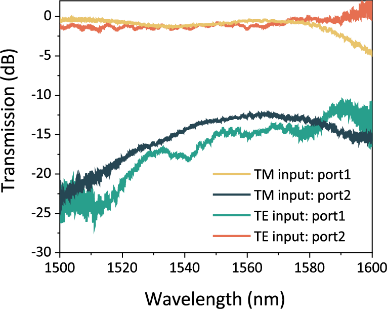 0
-5
-10
-15
-20
-25
-30
Transmission (dB)
TM input: port1
TM input: port2
TE input: port1
TE input: port2
1500 1520 1540 1560 1580 1600
Wavelength (nm)